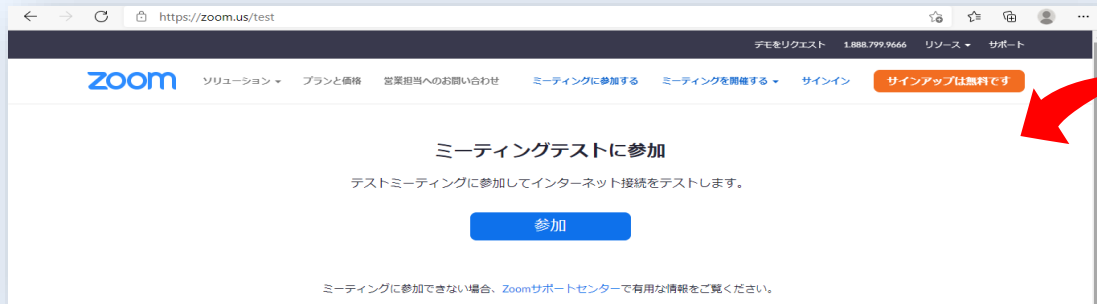 https://zoom.us/test
デモをリクエスト 1.888.799.9666 リソース サポート
zoom ソリューション プランと価格 営業担当へのお問い合わせ ミーティングに参加する ミーティングを開催する サインイン サインアップは無料です
ミーティングテストに参加
テストミーティングに参加してインターネット接続をテストします。
参加
ミーティングに参加できない場合、Zoomサポートセンターで有用な情報をご覧ください。